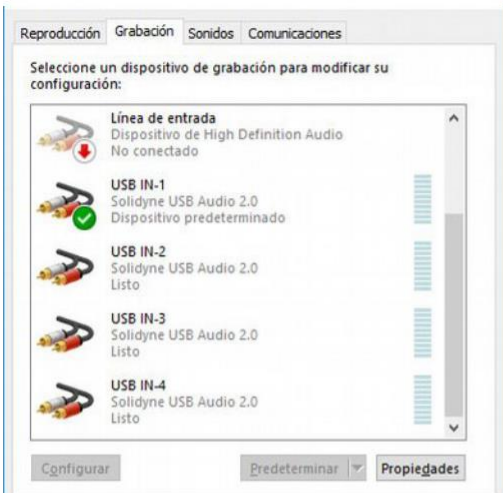 Reproducción Grabación Sonidos Comunicaciones
Seleccione un dispositivo de grabación para modificar su
configuración:
Línea de entrada
Dispositivo de High Definition Audio
No conectado
USB IN-1
Solidyne USB Audio 2.0
Dispositivo predeterminado
USB IN-2
Solidyne USB Audio 2.0
Listo
USB IN-3
Solidyne USB Audio 2.0
Listo
USB IN-4
Solidyne USB Audio 2.0
Listo
Configurar Predeterminar Propiedades